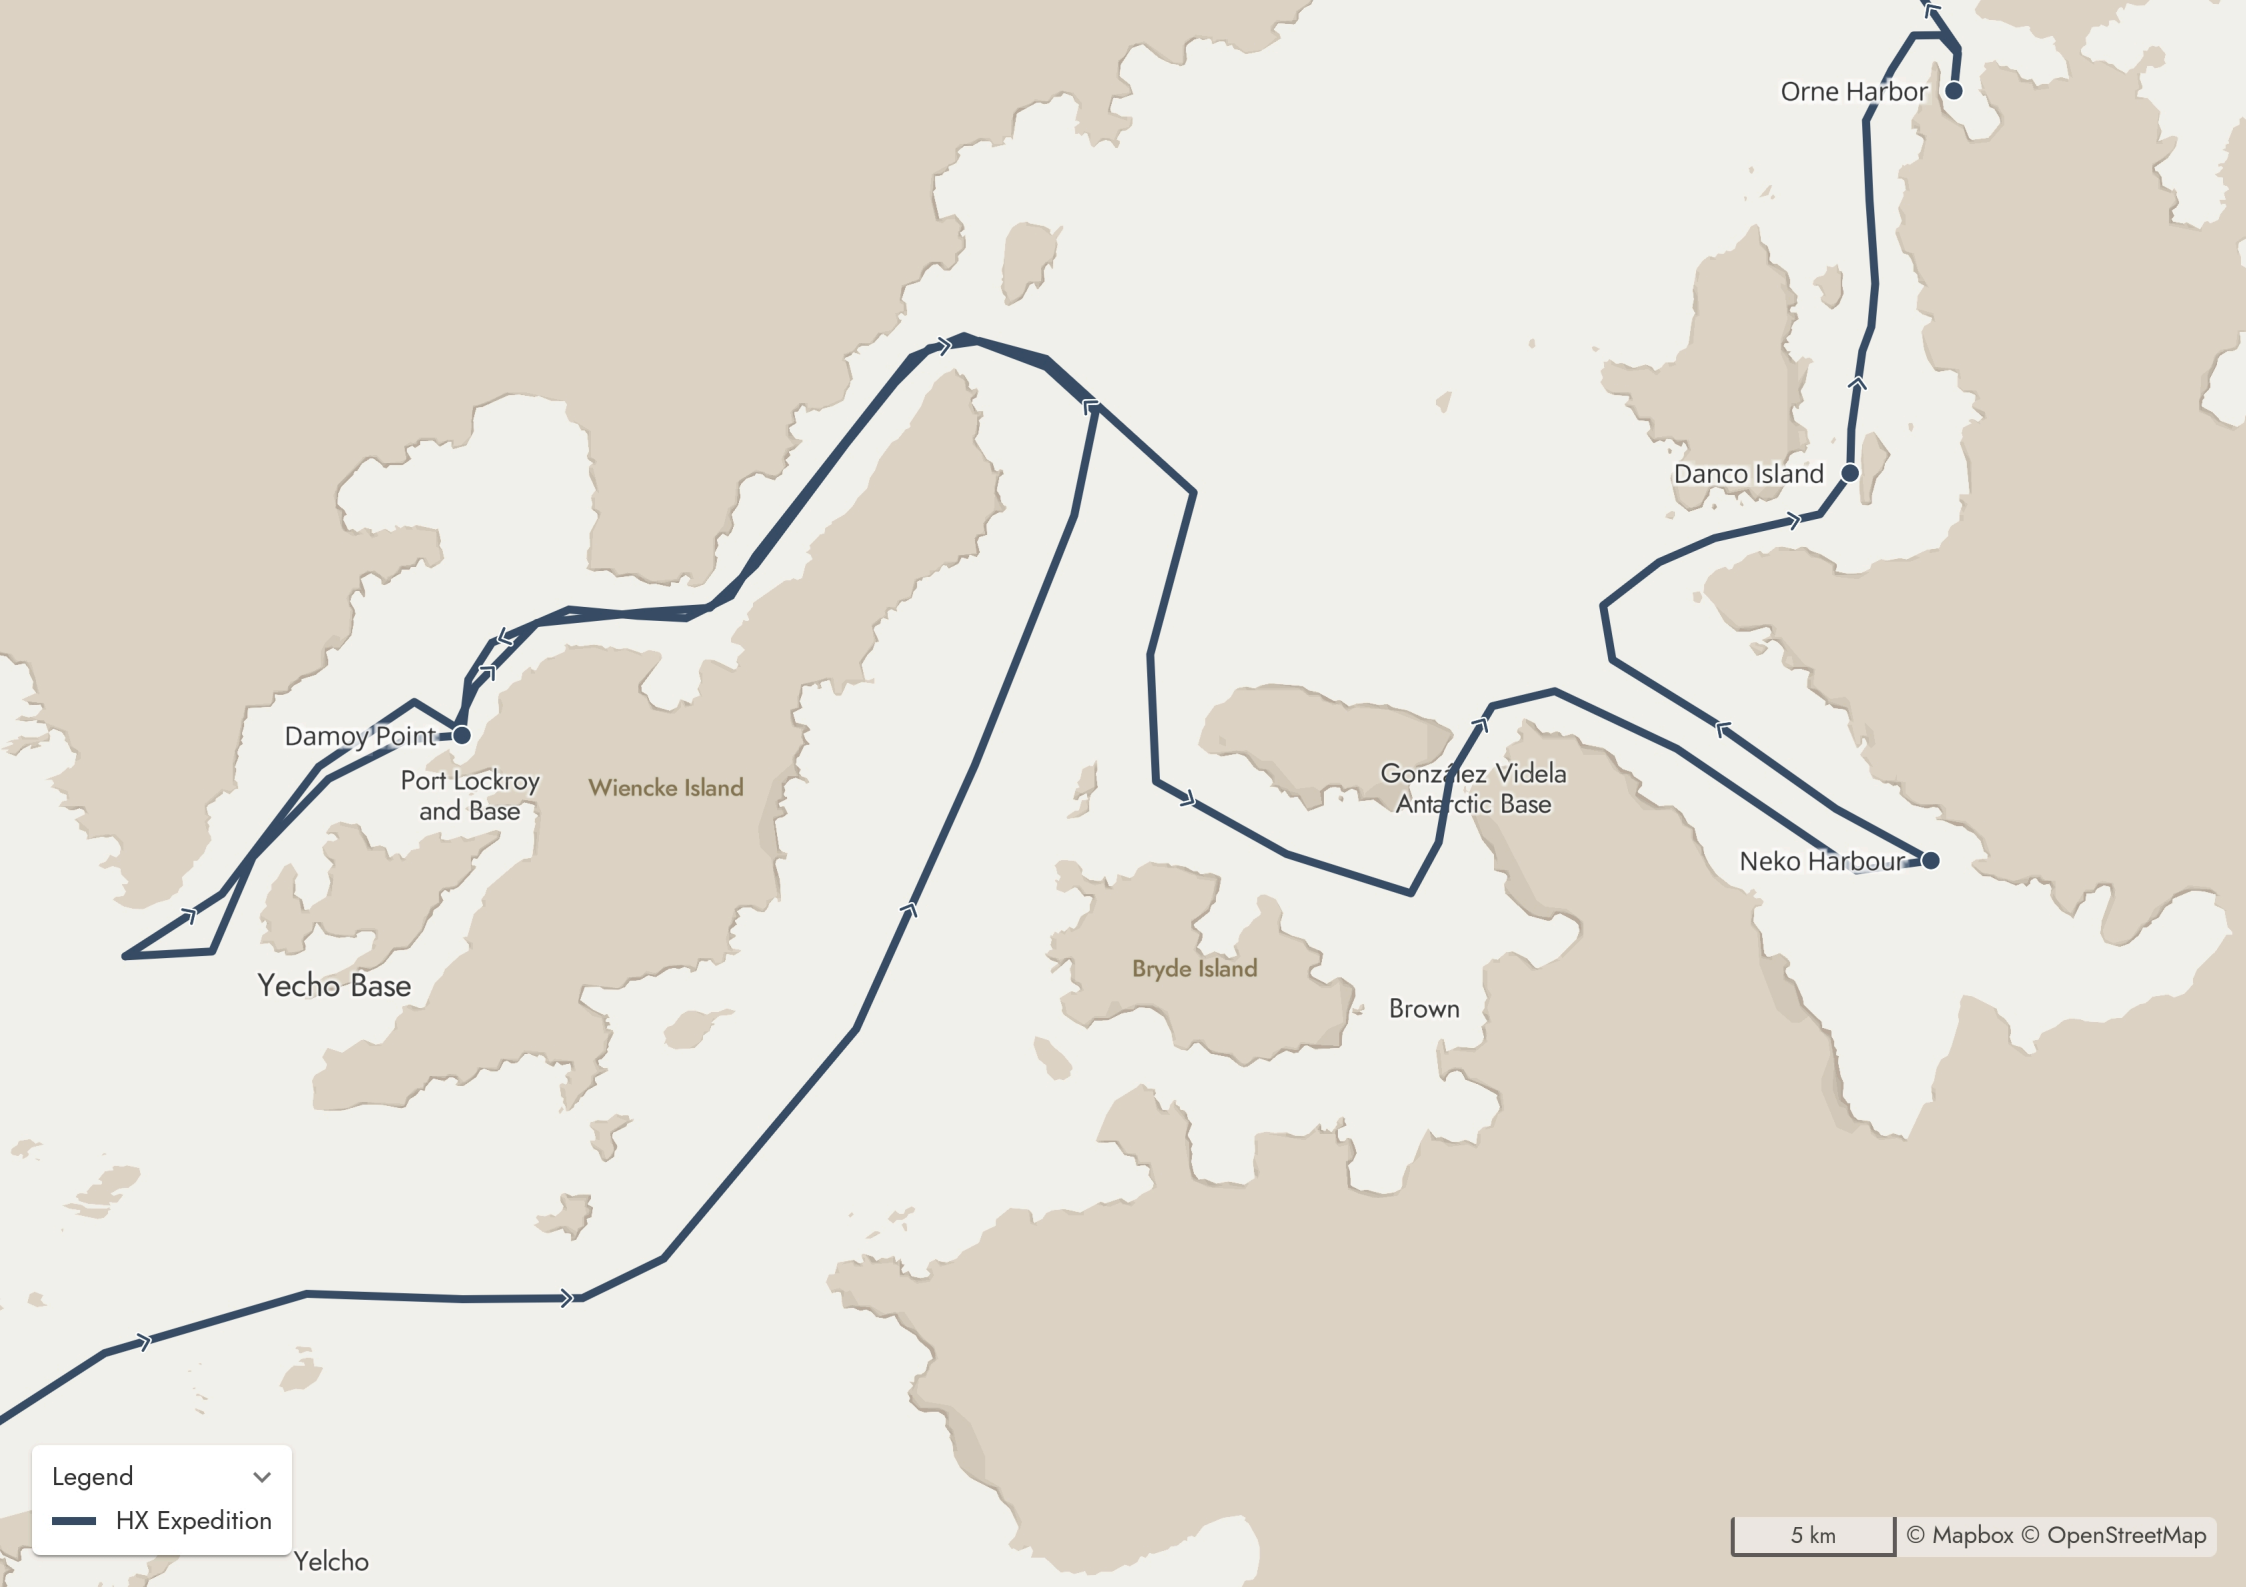 Orne Harbor
Danco Island
Damoy Point
Port Lockroy
and Base
Wiencke Island
González Videla
Antarctic Base
Neko Harbour
Bryde Island
Yecho Base
Brown
Legend
HX Expedition
Yelcho
5 km
© Mapbox © OpenStreetMap